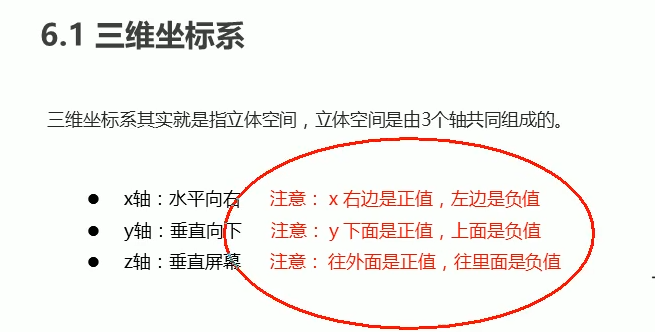 6.1 三维坐标系
三维坐标系其实就是指立体空间，立体空间是由3个轴共同组成的。
● x轴：水平向右 注意： x 右边是正值，左边是负值
● y轴：垂直向下 注意： y 下面是正值，上面是负值
● z轴：垂直屏幕 注意： 往外面是正值，往里面是负值